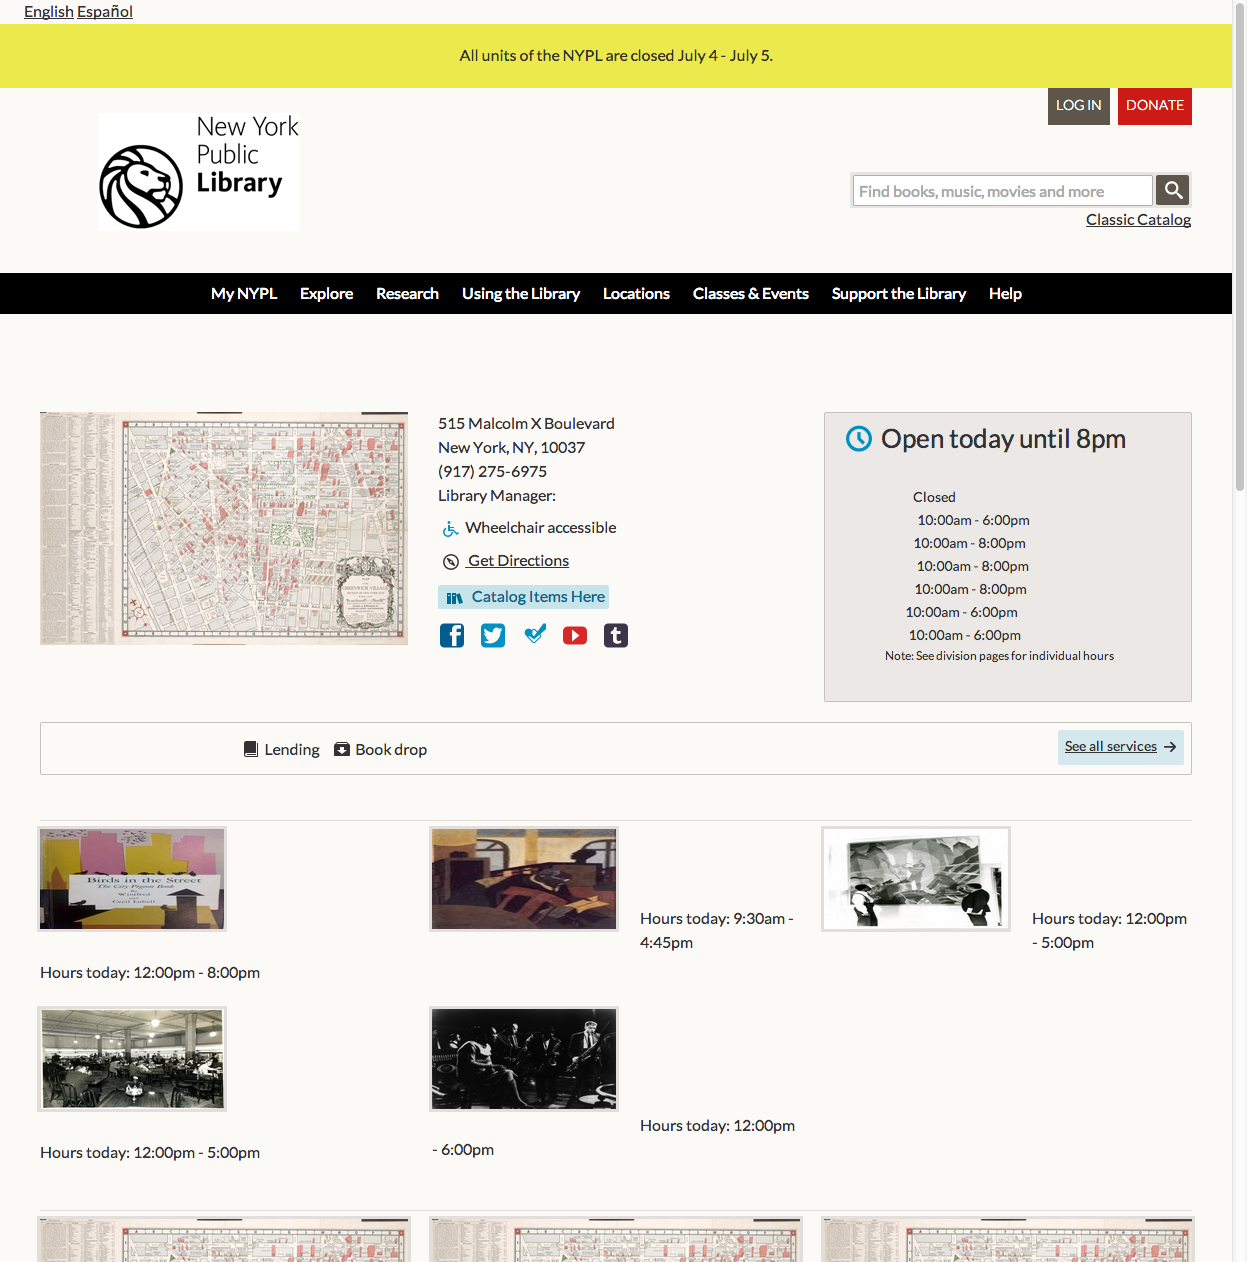 English Español
All units of the NYPL are closed July 4 - July 5.
LOG IN DONATE
New York
Public
Library
Find books, music, movies and more
Classic Catalog
My NYPL Explore Research Using the Library Locations Classes & Events Support the Library Help
515 Malcolm X Boulevard
New York, NY, 10037
(917) 275-6975
Library Manager:
Wheelchair accessible
Get Directions
Catalog Items Here
Open today until 8pm
Closed
10:00am - 6:00pm
10:00am - 8:00pm
10:00am - 8:00pm
10:00am - 8:00pm
10:00am - 6:00pm
10:00am - 6:00pm
Note: See division pages for individual hours
Lending Book drop
See all services
Birds in the Street
The City Pigeon Book
By
Winifred
and
Cecil Lubell
Hours today: 12:00pm - 8:00pm
Hours today: 9:30am -
4:45pm
Hours today: 12:00pm
- 5:00pm
Hours today: 12:00pm - 5:00pm
Hours today: 12:00pm
- 6:00pm